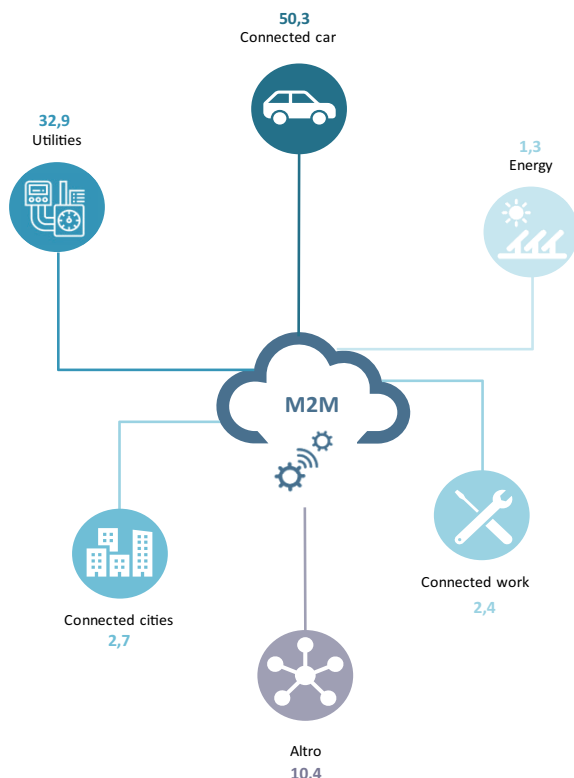 50,3
Connected car
32,9
Utilities
1,3
Energy
M2M
Connected cities
2,7
Connected work
2,4
Altro
10,4